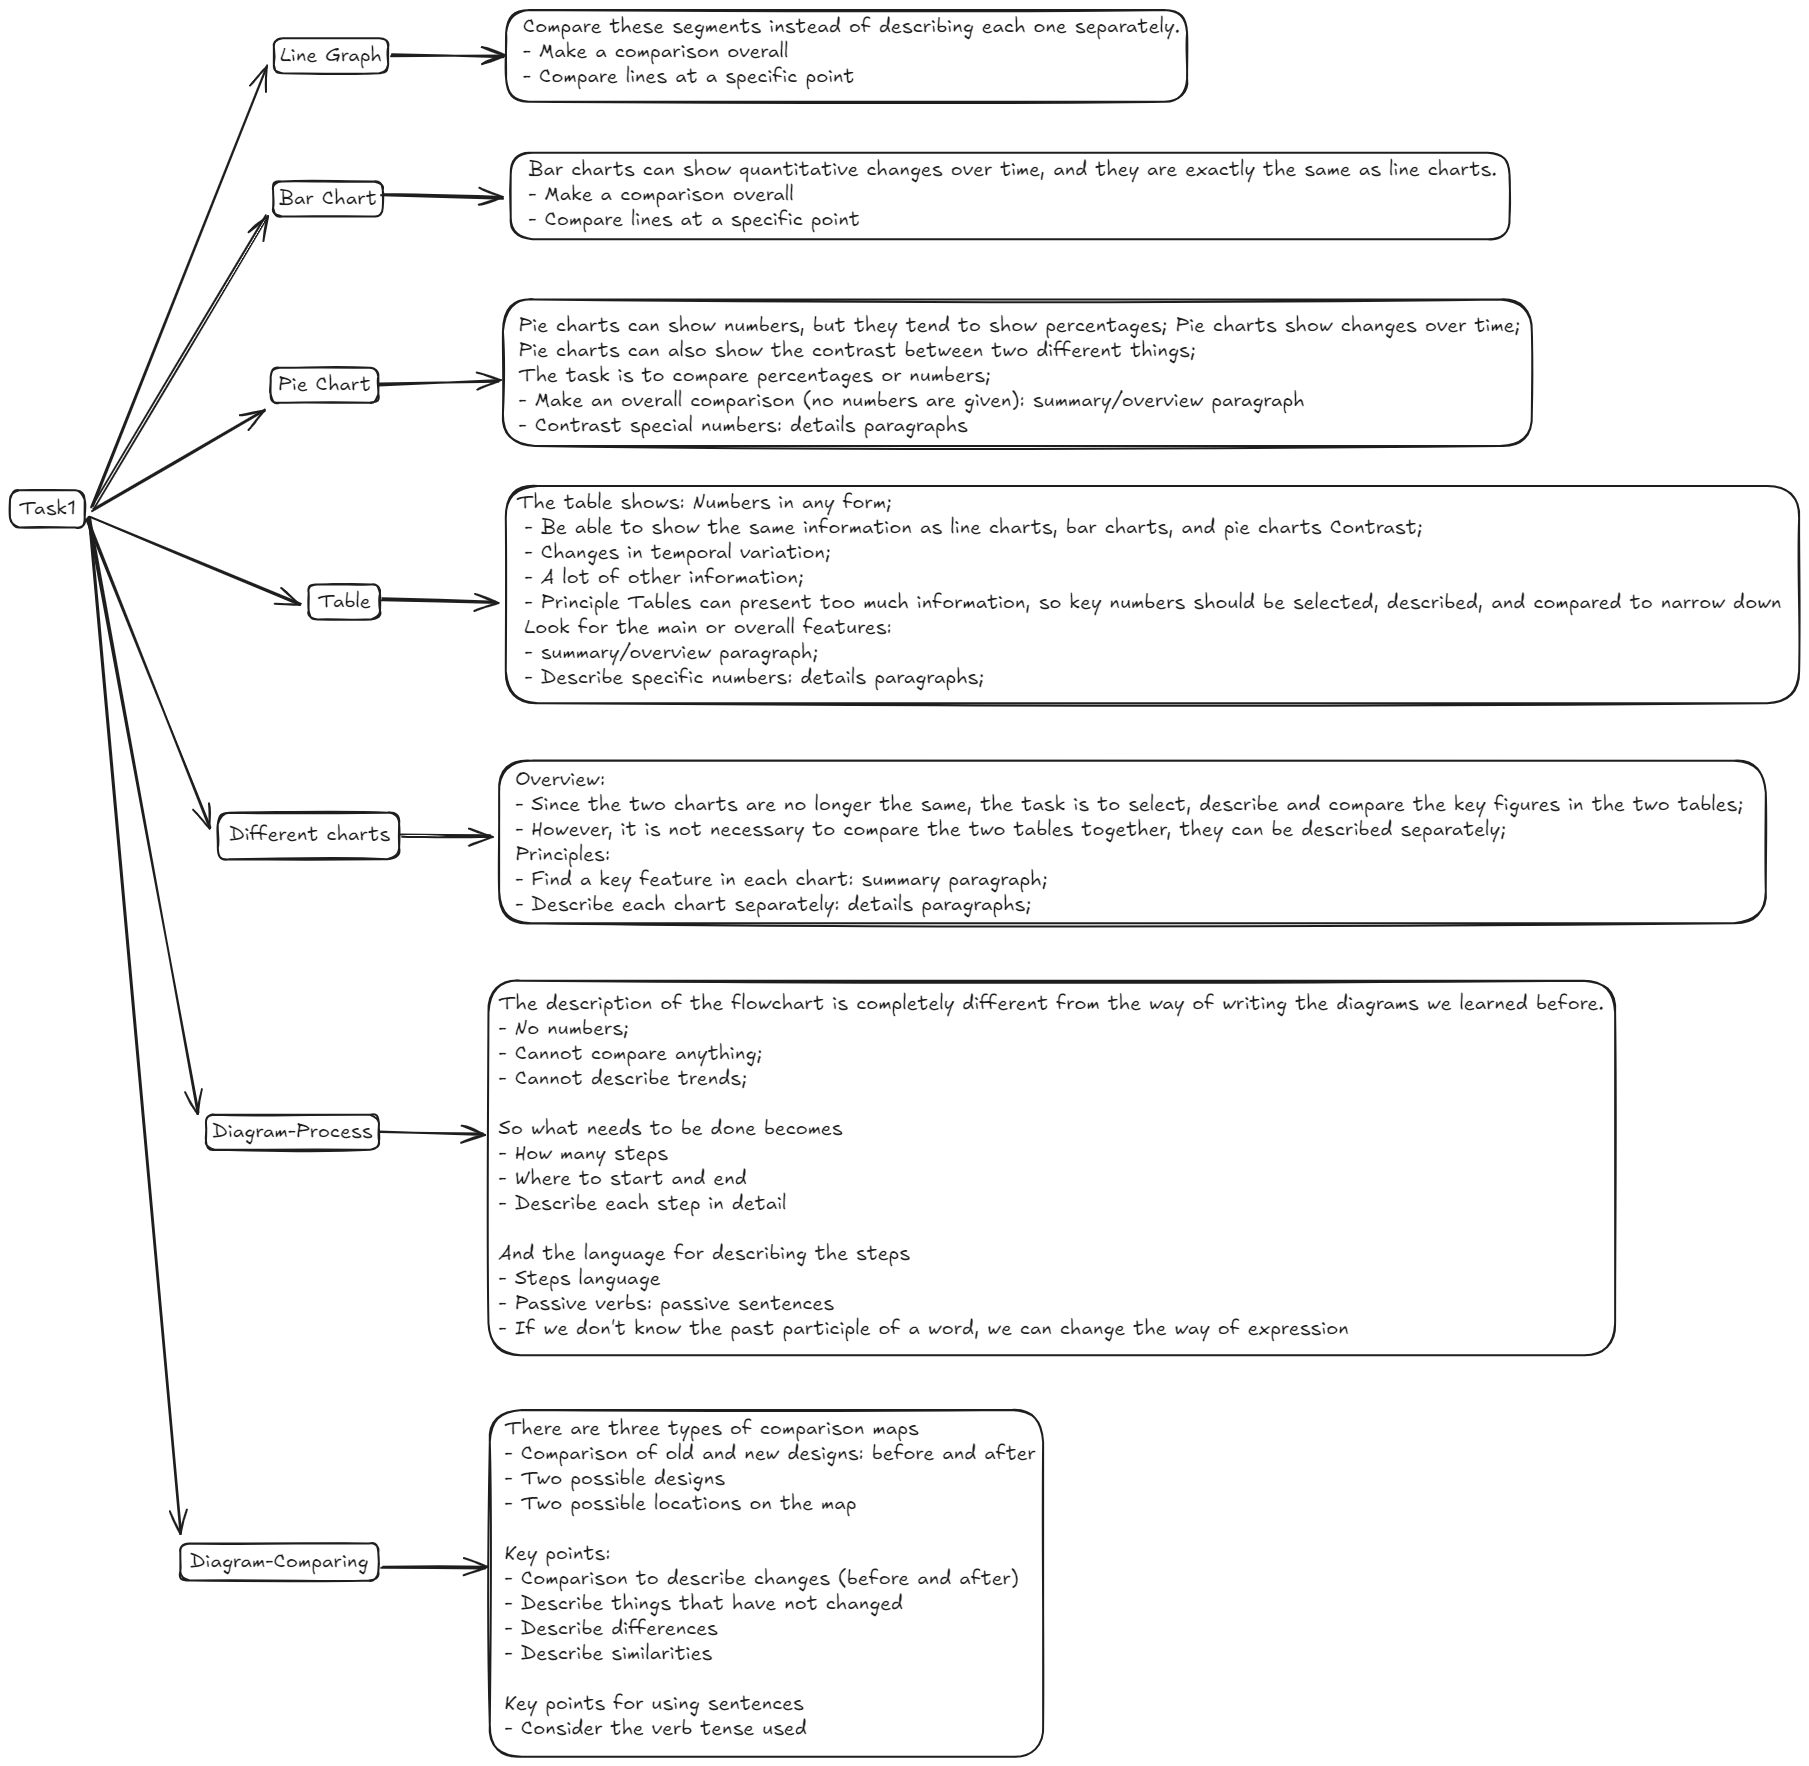 Task1
Line Graph
Compare these segments instead of describing each one separately.
- Make a comparison overall
- Compare lines at a specific point
Bar Chart
Bar charts can show quantitative changes over time, and they are exactly the same as line charts.
- Make a comparison overall
- Compare lines at a specific point
Pie Chart
Pie charts can show numbers, but they tend to show percentages; Pie charts show changes over time;
Pie charts can also show the contrast between two different things;
The task is to compare percentages or numbers;
- Make an overall comparison (no numbers are given): summary/overview paragraph
- Contrast special numbers: details paragraphs
Table
The table shows: Numbers in any form;
- Be able to show the same information as line charts, bar charts, and pie charts Contrast;
- Changes in temporal variation;
- A lot of other information;
- Principle Tables can present too much information, so key numbers should be selected, described, and compared to narrow down
Look for the main or overall features:
- summary/overview paragraph;
- Describe specific numbers: details paragraphs;
Different charts
Overview:
- Since the two charts are no longer the same, the task is to select, describe and compare the key figures in the two tables;
- However, it is not necessary to compare the two tables together, they can be described separately;
Principles:
- Find a key feature in each chart: summary paragraph;
- Describe each chart separately: details paragraphs;
Diagram-Process
The description of the flowchart is completely different from the way of writing the diagrams we learned before.
- No numbers;
- Cannot compare anything;
- Cannot describe trends;
So what needs to be done becomes
- How many steps
- Where to start and end
- Describe each step in detail
And the language for describing the steps
- Steps language
- Passive verbs: passive sentences
- If we don't know the past participle of a word, we can change the way of expression
Diagram-Comparing
There are three types of comparison maps
- Comparison of old and new designs: before and after
- Two possible designs
- Two possible locations on the map
Key points:
- Comparison to describe changes (before and after)
- Describe things that have not changed
- Describe differences
- Describe similarities
Key points for using sentences
- Consider the verb tense used